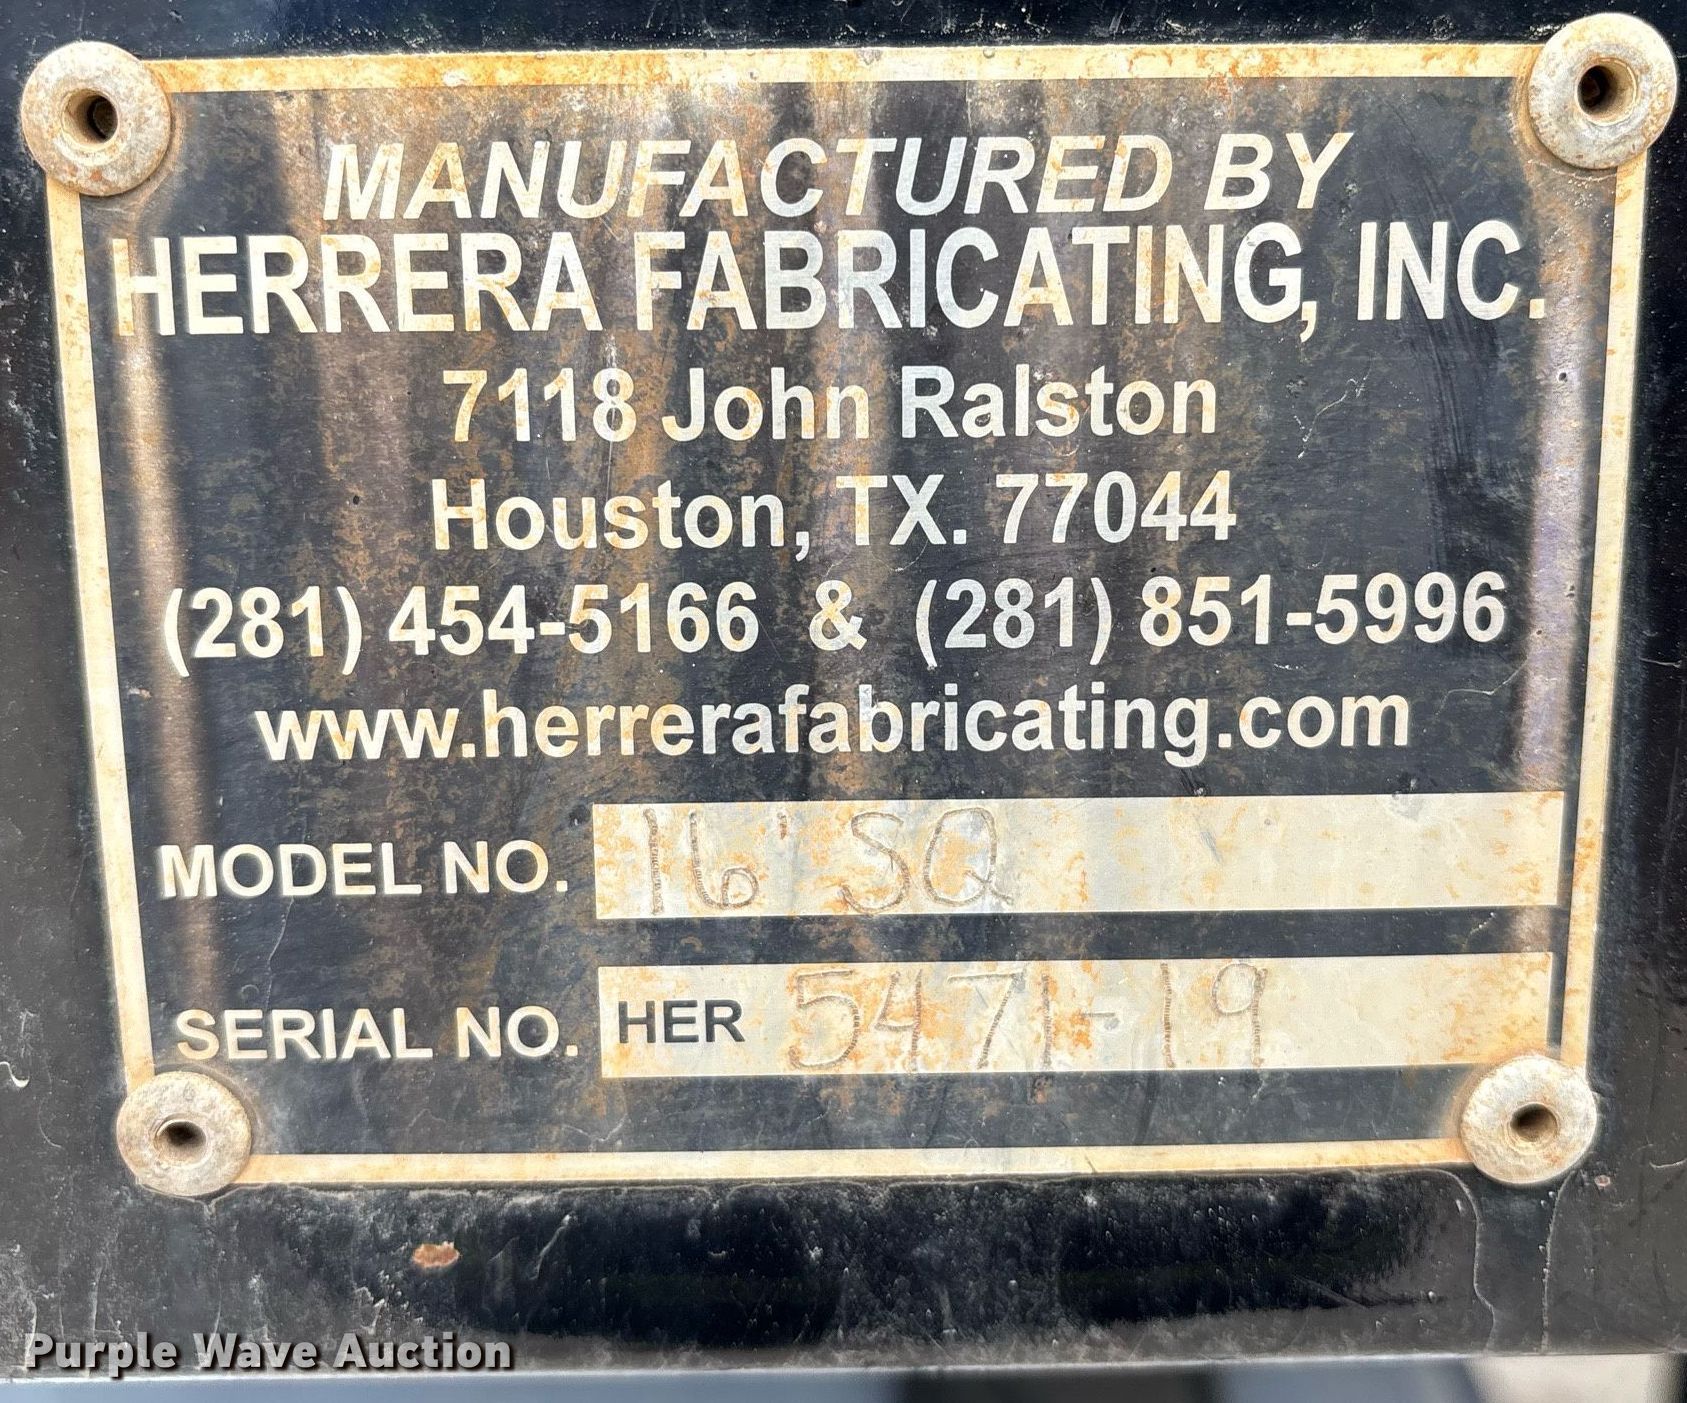 MANUFACTURED BY
HERRERA FABRICATING, INC.
7118 John Ralston
Houston, TX. 77044
(281) 454-5166 & (281) 851-5996
www.herrerafabricating.com
MODEL NO. 16' SQ
SERIAL NO. HER 5471-19
Purple Wave Auction